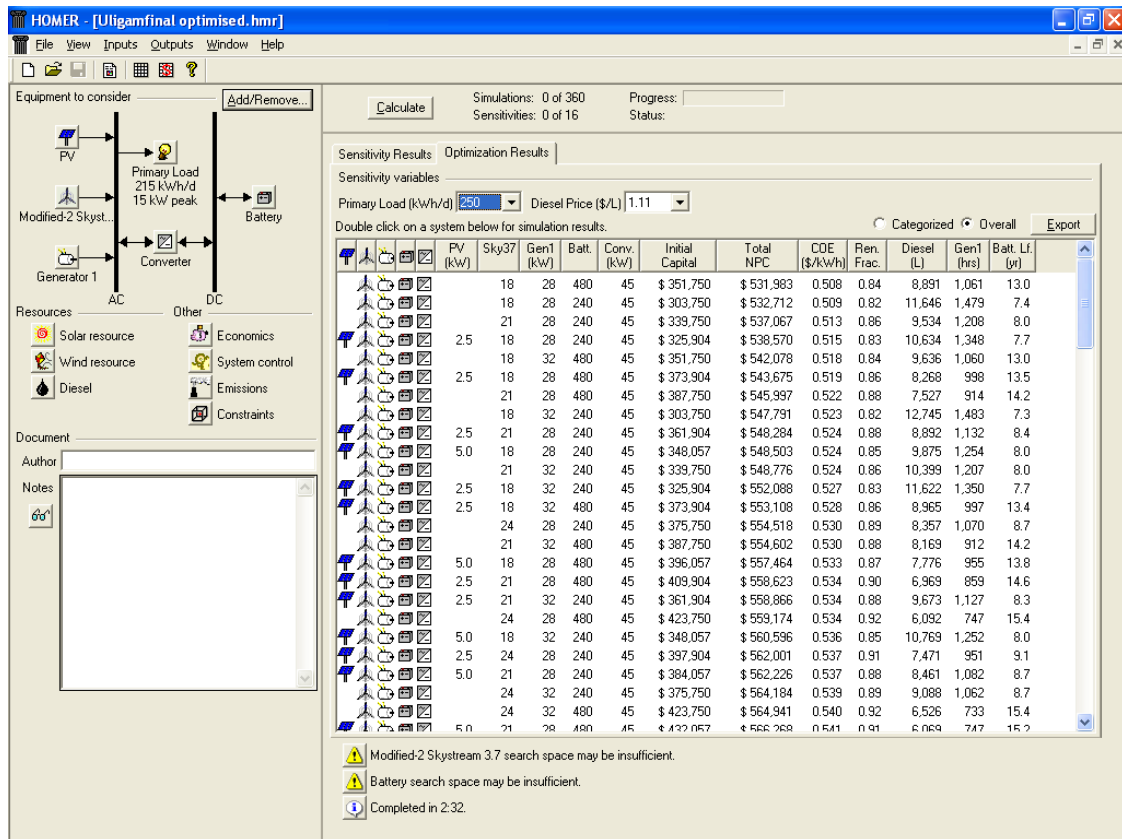 HOMER - [Uligamfinal optimised.hmr]
File View Inputs Outputs Window Help
Equipment to consider
Add/Remove...
PV
Primary Load
215 kWh/d
15 kW peak
Modified-2 Skyst...
Battery
Generator 1
Converter
AC DC
Resources Other
Solar resource Economics
Wind resource System control
Diesel Emissions
Constraints
Document
Author
Notes
Calculate
Simulations: 0 of 360 Progress:
Sensitivities: 0 of 16 Status:
Sensitivity Results Optimization Results
Sensitivity variables
Primary Load (kWh/d) 250 Diesel Price ($/L) 1.11
Double click on a system below for simulation results.
Categorized Overall Export
PV (kW) Sky37 Gen1 (kW) Batt. Conv. (kW) Initial Capital Total NPC COE ($/kWh) Ren. Frac. Diesel (L) Gen1 (hrs) Batt. Lf. (yr)
18 28 480 45 $ 351,750 $ 531,983 0.508 0.84 8,891 1,061 13.0
18 28 240 45 $ 303,750 $ 532,712 0.509 0.82 11,646 1,479 7.4
21 28 240 45 $ 339,750 $ 537,067 0.513 0.86 9,534 1,208 8.0
2.5 18 28 240 45 $ 325,904 $ 538,570 0.515 0.83 10,634 1,348 7.7
18 32 480 45 $ 351,750 $ 542,078 0.518 0.84 9,636 1,060 13.0
2.5 18 28 480 45 $ 373,904 $ 543,675 0.519 0.86 8,268 998 13.5
21 28 480 45 $ 387,750 $ 545,997 0.522 0.88 7,527 914 14.2
18 32 240 45 $ 303,750 $ 547,791 0.523 0.82 12,745 1,483 7.3
2.5 21 28 240 45 $ 361,904 $ 548,284 0.524 0.88 8,892 1,132 8.4
5.0 18 28 240 45 $ 348,057 $ 548,503 0.524 0.85 9,875 1,254 8.0
21 32 240 45 $ 339,750 $ 548,776 0.524 0.86 10,399 1,207 8.0
2.5 18 32 240 45 $ 325,904 $ 552,088 0.527 0.83 11,622 1,350 7.7
2.5 18 32 480 45 $ 373,904 $ 553,108 0.528 0.86 8,965 997 13.4
24 28 240 45 $ 375,750 $ 554,518 0.530 0.89 8,357 1,070 8.7
21 32 480 45 $ 387,750 $ 554,602 0.530 0.88 8,169 912 14.2
5.0 18 28 480 45 $ 396,057 $ 557,464 0.533 0.87 7,776 955 13.8
2.5 21 28 480 45 $ 409,904 $ 558,623 0.534 0.90 6,969 859 14.6
2.5 21 32 240 45 $ 361,904 $ 558,866 0.534 0.88 9,673 1,127 8.3
24 28 480 45 $ 423,750 $ 559,174 0.534 0.92 6,092 747 15.4
5.0 18 32 240 45 $ 348,057 $ 560,596 0.536 0.85 10,769 1,252 8.0
2.5 24 28 240 45 $ 397,904 $ 562,001 0.537 0.91 7,471 951 9.1
5.0 21 28 240 45 $ 384,057 $ 562,226 0.537 0.88 8,461 1,082 8.7
24 32 240 45 $ 375,750 $ 564,184 0.539 0.89 9,088 1,062 8.7
24 32 480 45 $ 423,750 $ 564,941 0.540 0.92 6,526 733 15.4
5.0 21 28 480 45 $ 432,057 $ 566,268 0.541 0.91 6,069 747 15.2
Modified-2 Skystream 3.7 search space may be insufficient.
Battery search space may be insufficient.
Completed in 2:32.